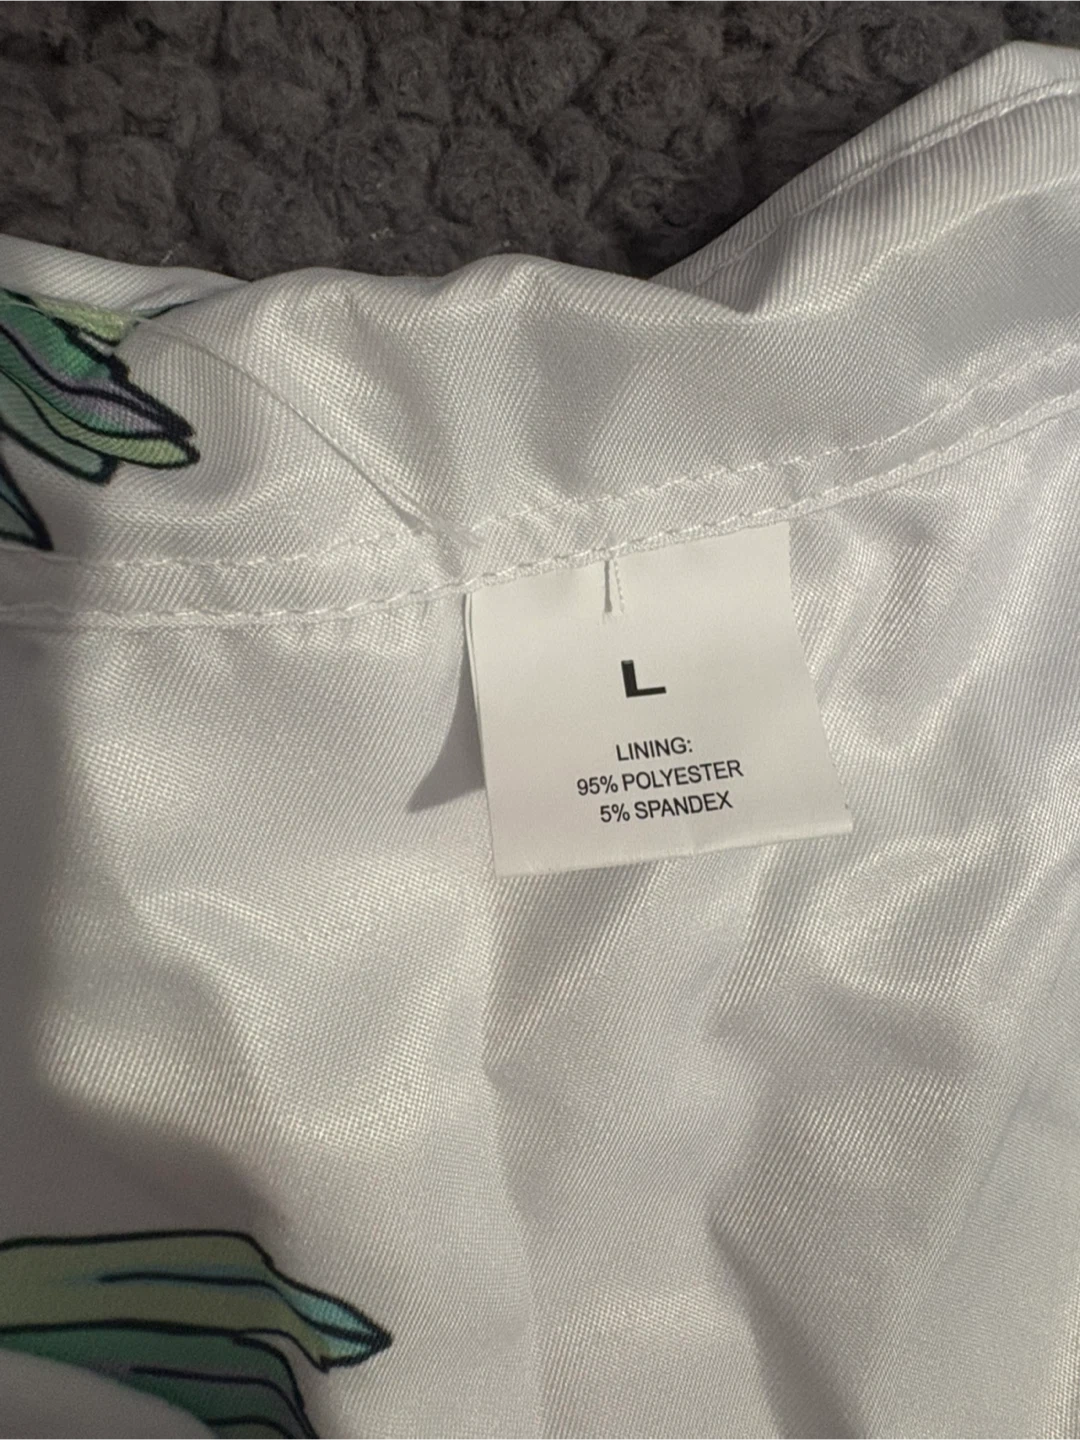 L
LINING:
95% POLYESTER
5% SPANDEX